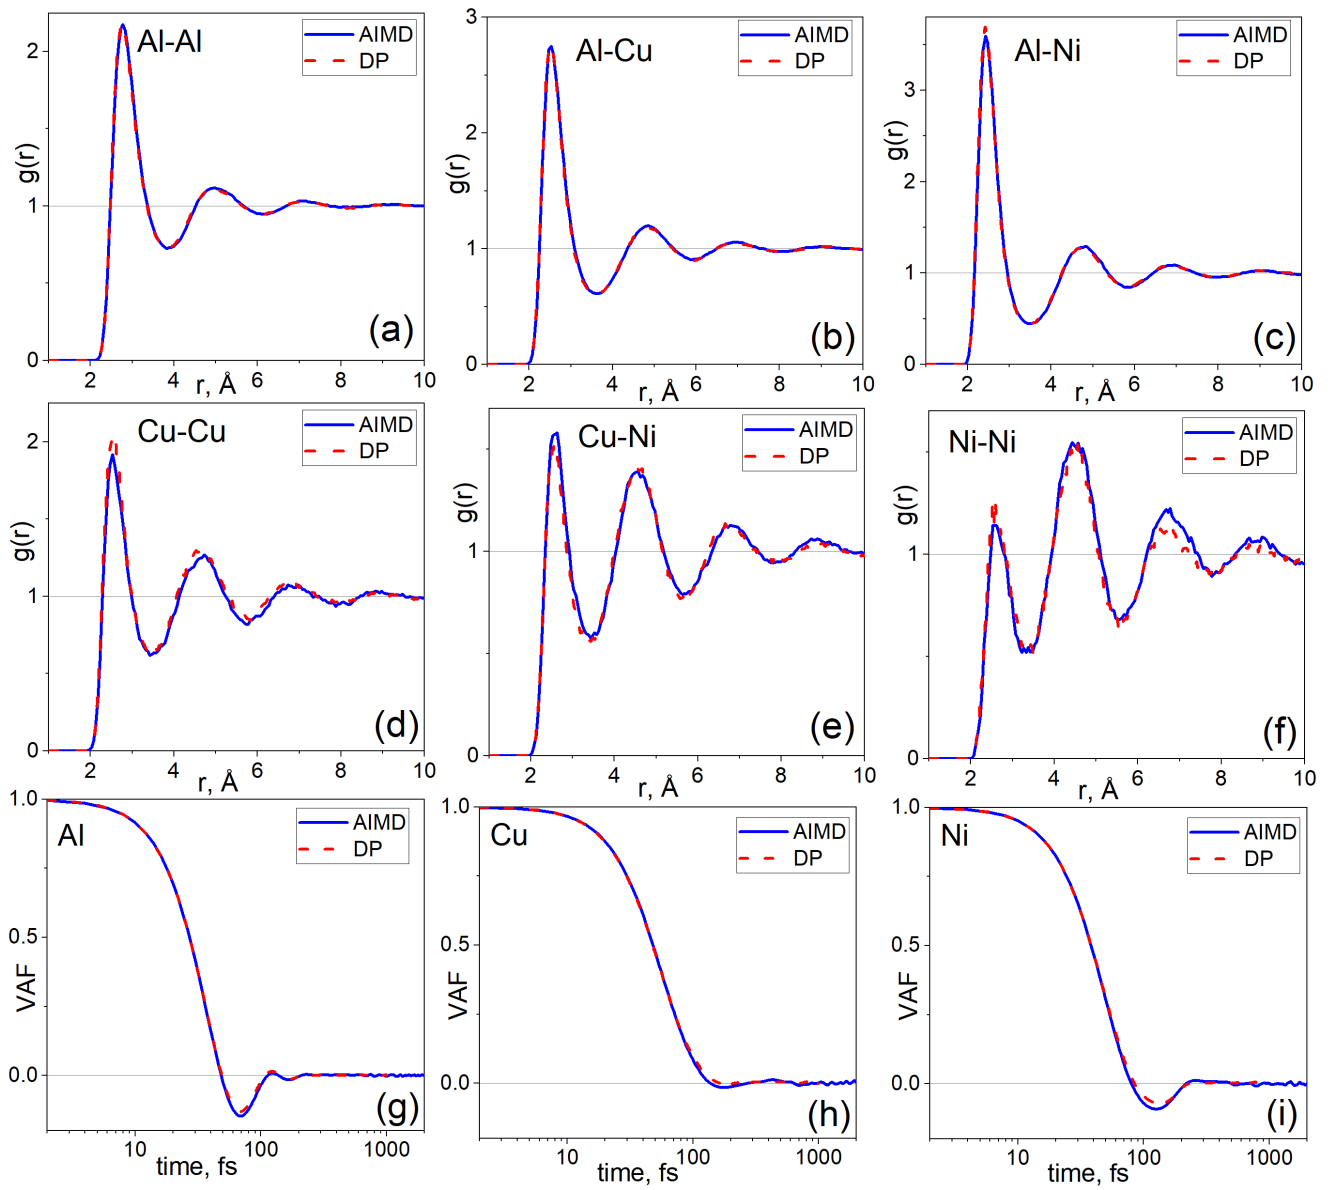 Al-Al
AIMD
DP
g(r)
2
1
0
2
4
6
8
10
r, Å
(a)
Al-Cu
AIMD
DP
g(r)
3
2
1
0
2
4
6
8
10
r, Å
(b)
Al-Ni
AIMD
DP
g(r)
3
2
1
0
2
4
6
8
10
r, Å
(c)
Cu-Cu
AIMD
DP
g(r)
2
1
0
2
4
6
8
10
r, Å
(d)
Cu-Ni
AIMD
DP
g(r)
1
0
2
4
6
8
10
r, Å
(e)
Ni-Ni
AIMD
DP
g(r)
1
0
2
4
6
8
10
r, Å
(f)
Al
AIMD
DP
VAF
1.0
0.5
0.0
10
100
1000
time, fs
(g)
Cu
AIMD
DP
VAF
1.0
0.5
0.0
10
100
1000
time, fs
(h)
Ni
AIMD
DP
VAF
1.0
0.5
0.0
10
100
1000
time, fs
(i)